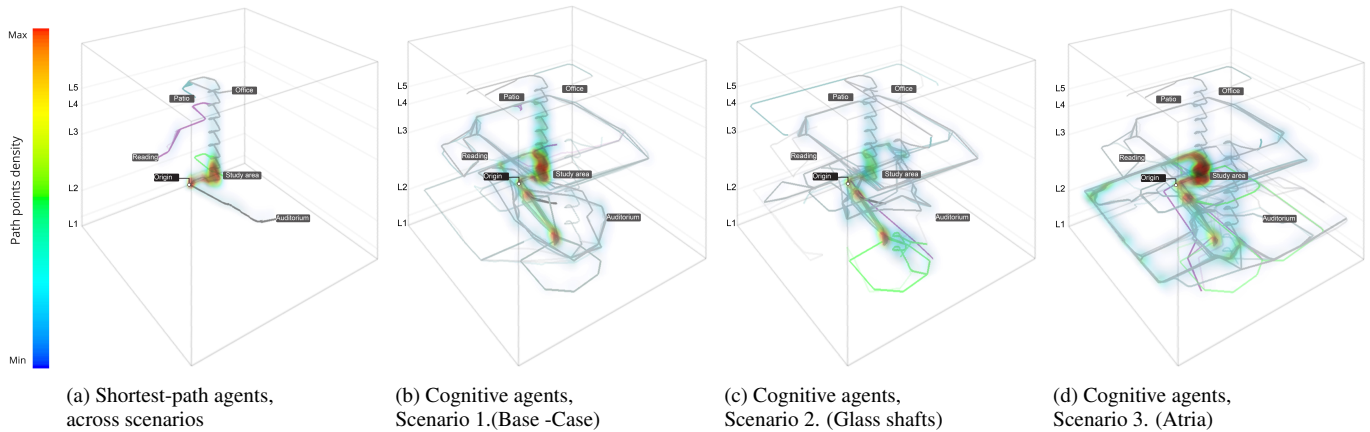 Max
Path points density
Min
L5
L4
L3
L2
L1
Patio
Office
Reading
Origin
Study area
Auditorium
(a) Shortest-path agents,
across scenarios
L5
L4
L3
L2
L1
Patio
Office
Reading
Origin
Study area
Auditorium
(b) Cognitive agents,
Scenario 1.(Base -Case)
L5
L4
L3
L2
L1
Patio
Office
Reading
Origin
Study area
Auditorium
(c) Cognitive agents,
Scenario 2. (Glass shafts)
L5
L4
L3
L2
L1
Patio
Office
Reading
Origin
Study area
Auditorium
(d) Cognitive agents,
Scenario 3. (Atria)